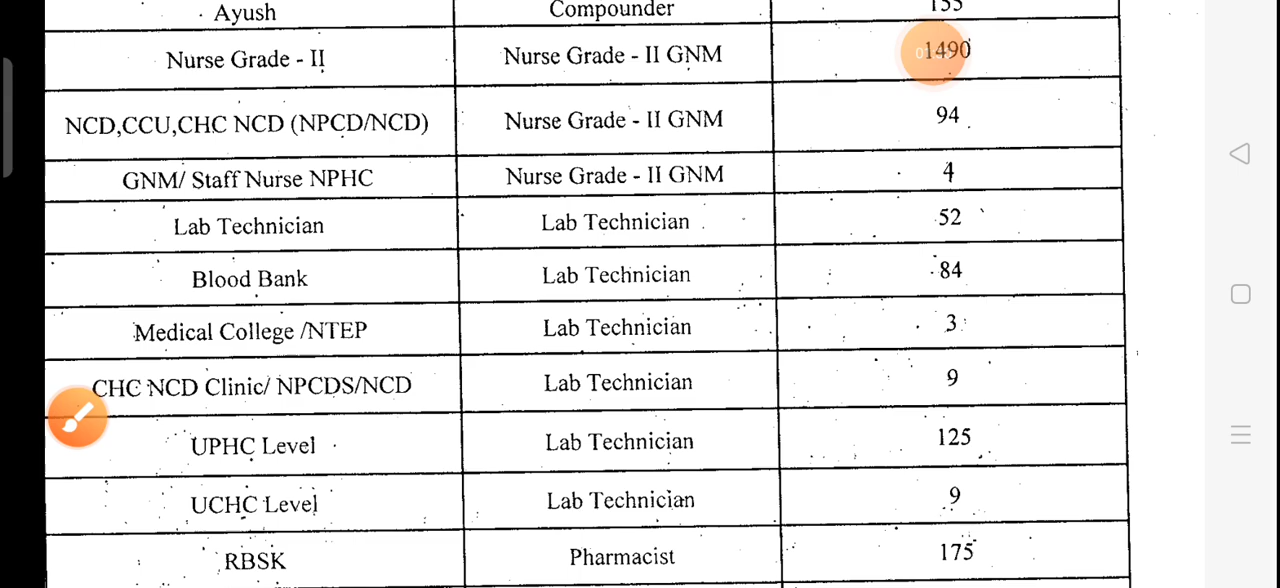 Ayush Compounder 155
Nurse Grade - II Nurse Grade - II GNM 1490
NCD,CCU,CHC NCD (NPCD/NCD) Nurse Grade - II GNM 94
GNM/ Staff Nurse NPHC Nurse Grade - II GNM 4
Lab Technician Lab Technician 52
Blood Bank Lab Technician 84
Medical College /NTEP Lab Technician 3
CHC NCD Clinic/ NPCDS/NCD Lab Technician 9
UPHC Level Lab Technician 125
UCHC Level Lab Technician 9
RBSK Pharmacist 175